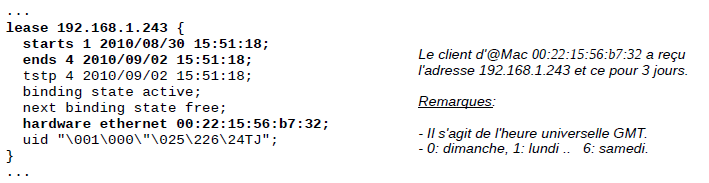 ...
lease 192.168.1.243 {
starts 1 2010/08/30 15:51:18;
ends 4 2010/09/02 15:51:18;
tstp 4 2010/09/02 15:51:18;
binding state active;
next binding state free;
hardware ethernet 00:22:15:56:b7:32;
uid "\001\000\"\025\226\24TJ";
}
...
Le client d'@Mac 00:22:15:56:b7:32 a reçu
l'adresse 192.168.1.243 et ce pour 3 jours.
Remarques:
- Il s'agit de l'heure universelle GMT.
- 0: dimanche, 1: lundi .. 6: samedi.